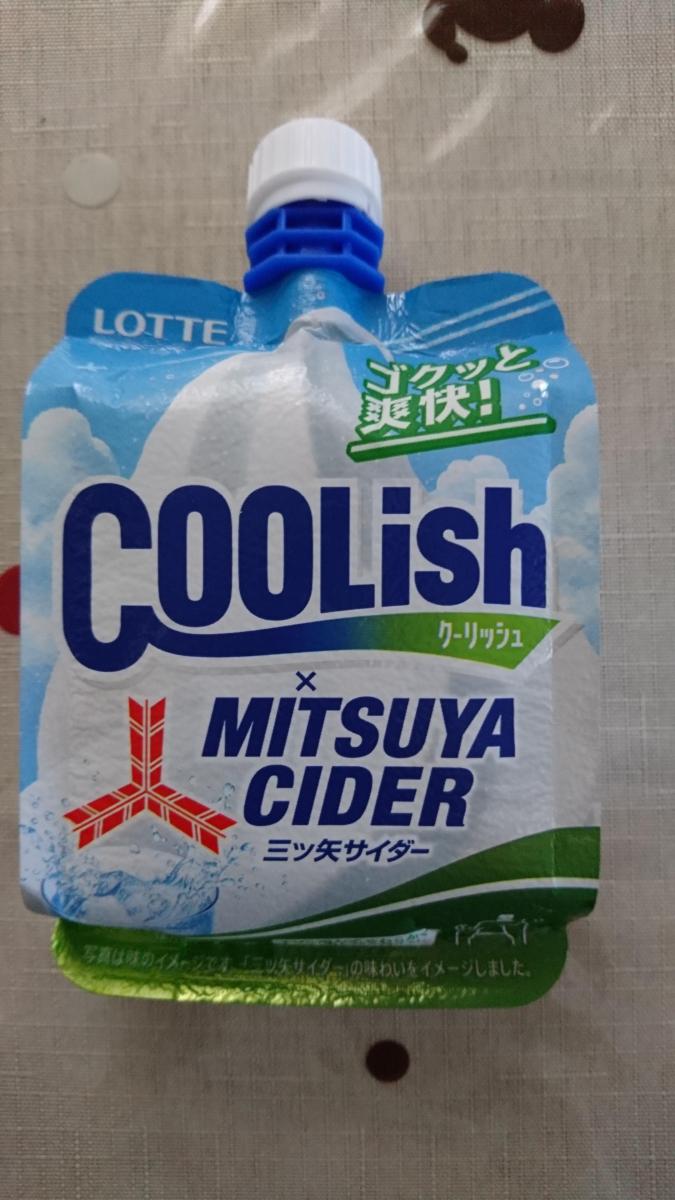 LOTTE
ゴクッと
爽快!
COOLish
クーリッシュ
×
MITSUYA
CIDER
三ツ矢サイダー
写真は味のイメージです 「三ツ矢サイダー」の味わいをイメージしました。